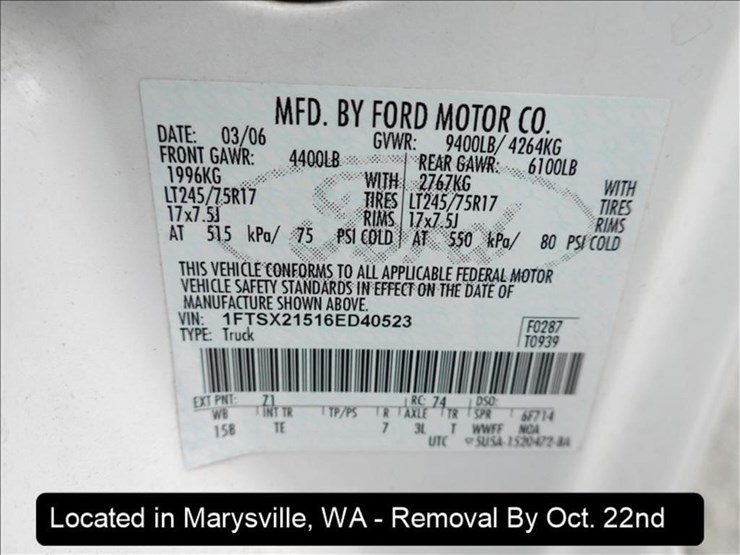 MFD. BY FORD MOTOR CO.
DATE: 03/06 GVWR: 9400LB/ 4264KG
FRONT GAWR: 4400LB REAR GAWR: 6100LB
1996KG WITH 2767KG WITH
LT245/75R17 TIRES LT245/75R17 TIRES
17x7.5J RIMS 17x7.5J RIMS
AT 515 kPa/ 75 PSI COLD AT 550 kPa/ 80 PSI COLD
THIS VEHICLE CONFORMS TO ALL APPLICABLE FEDERAL MOTOR
VEHICLE SAFETY STANDARDS IN EFFECT ON THE DATE OF
MANUFACTURE SHOWN ABOVE.
VIN: 1FTSX21516ED40523 F0287
TYPE: Truck T0939
EXT PNT: Z1 RC: 74 DSO:
WB INT TR TP/PS R AXLE TR SPR 6F714
158 TE 7 3L T WWFF NOA
UTC 5USA-1520472-BA
Ford
Located in Marysville, WA - Removal By Oct. 22nd